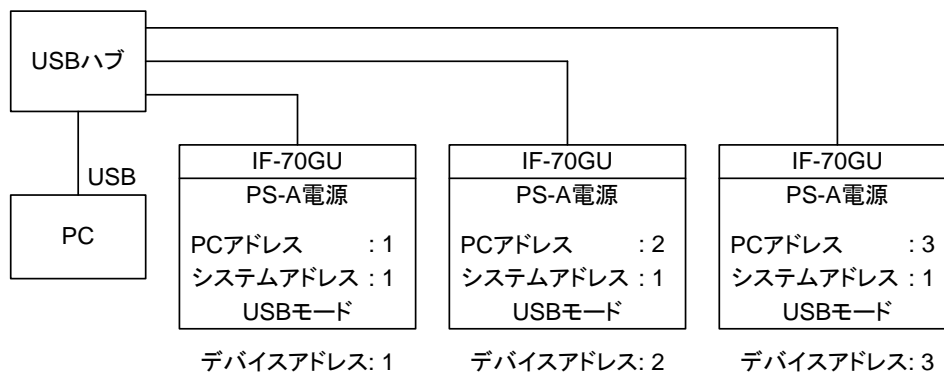 USBハブ
USB
PC
IF-70GU
PS-A電源
PCアドレス : 1
システムアドレス : 1
USBモード
デバイスアドレス: 1
IF-70GU
PS-A電源
PCアドレス : 2
システムアドレス : 1
USBモード
デバイスアドレス: 2
IF-70GU
PS-A電源
PCアドレス : 3
システムアドレス : 1
USBモード
デバイスアドレス: 3